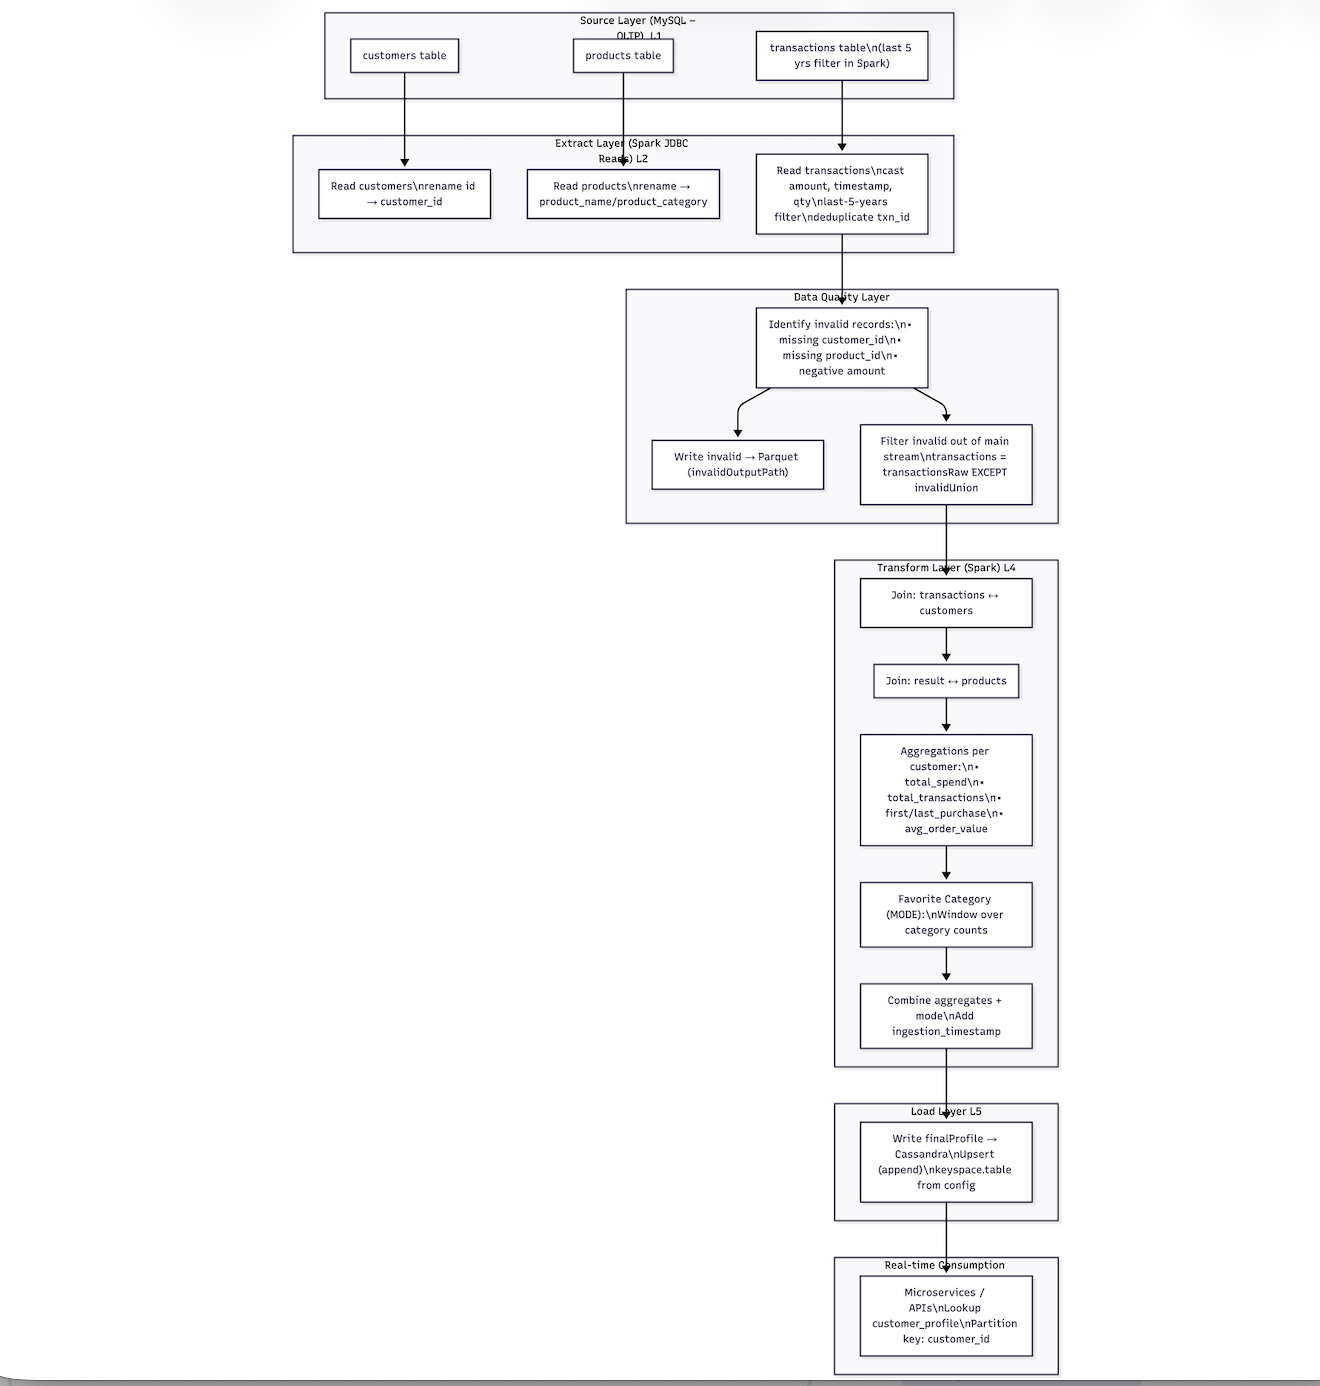 Source Layer (MySQL –
OLTP) L1
customers table
products table
transactions table\n(last 5
yrs filter in Spark)
Extract Layer (Spark JDBC
Reads) L2
Read customers\nrename id
→ customer_id
Read products\nrename →
product_name/product_category
Read transactions\ncast
amount, timestamp,
qty\nlast-5-years
filter\ndeduplicate txn_id
Data Quality Layer
Identify invalid records:\n•
missing customer_id\n•
missing product_id\n•
negative amount
Write invalid → Parquet
(invalidOutputPath)
Filter invalid out of main
stream\ntransactions =
transactionsRaw EXCEPT
invalidUnion
Transform Layer (Spark) L4
Join: transactions ↔
customers
Join: result ↔ products
Aggregations per
customer:\n•
total_spend\n•
total_transactions\n•
first/last_purchase\n•
avg_order_value
Favorite Category
(MODE):\nWindow over
category counts
Combine aggregates +
mode\nAdd
ingestion_timestamp
Load Layer L5
Write finalProfile →
Cassandra\nUpsert
(append)\nkeyspace.table
from config
Real-time Consumption
Microservices /
APIs\nLookup
customer_profile\nPartition
key: customer_id